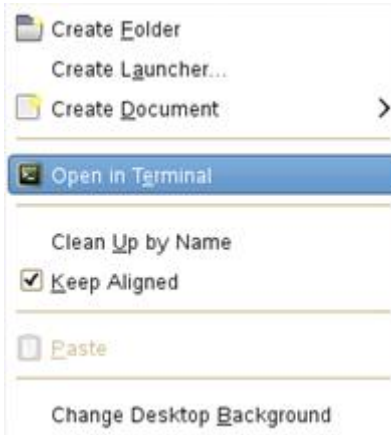 Create Folder
Create Launcher...
Create Document
Open in Terminal
Clean Up by Name
Keep Aligned
Paste
Change Desktop Background